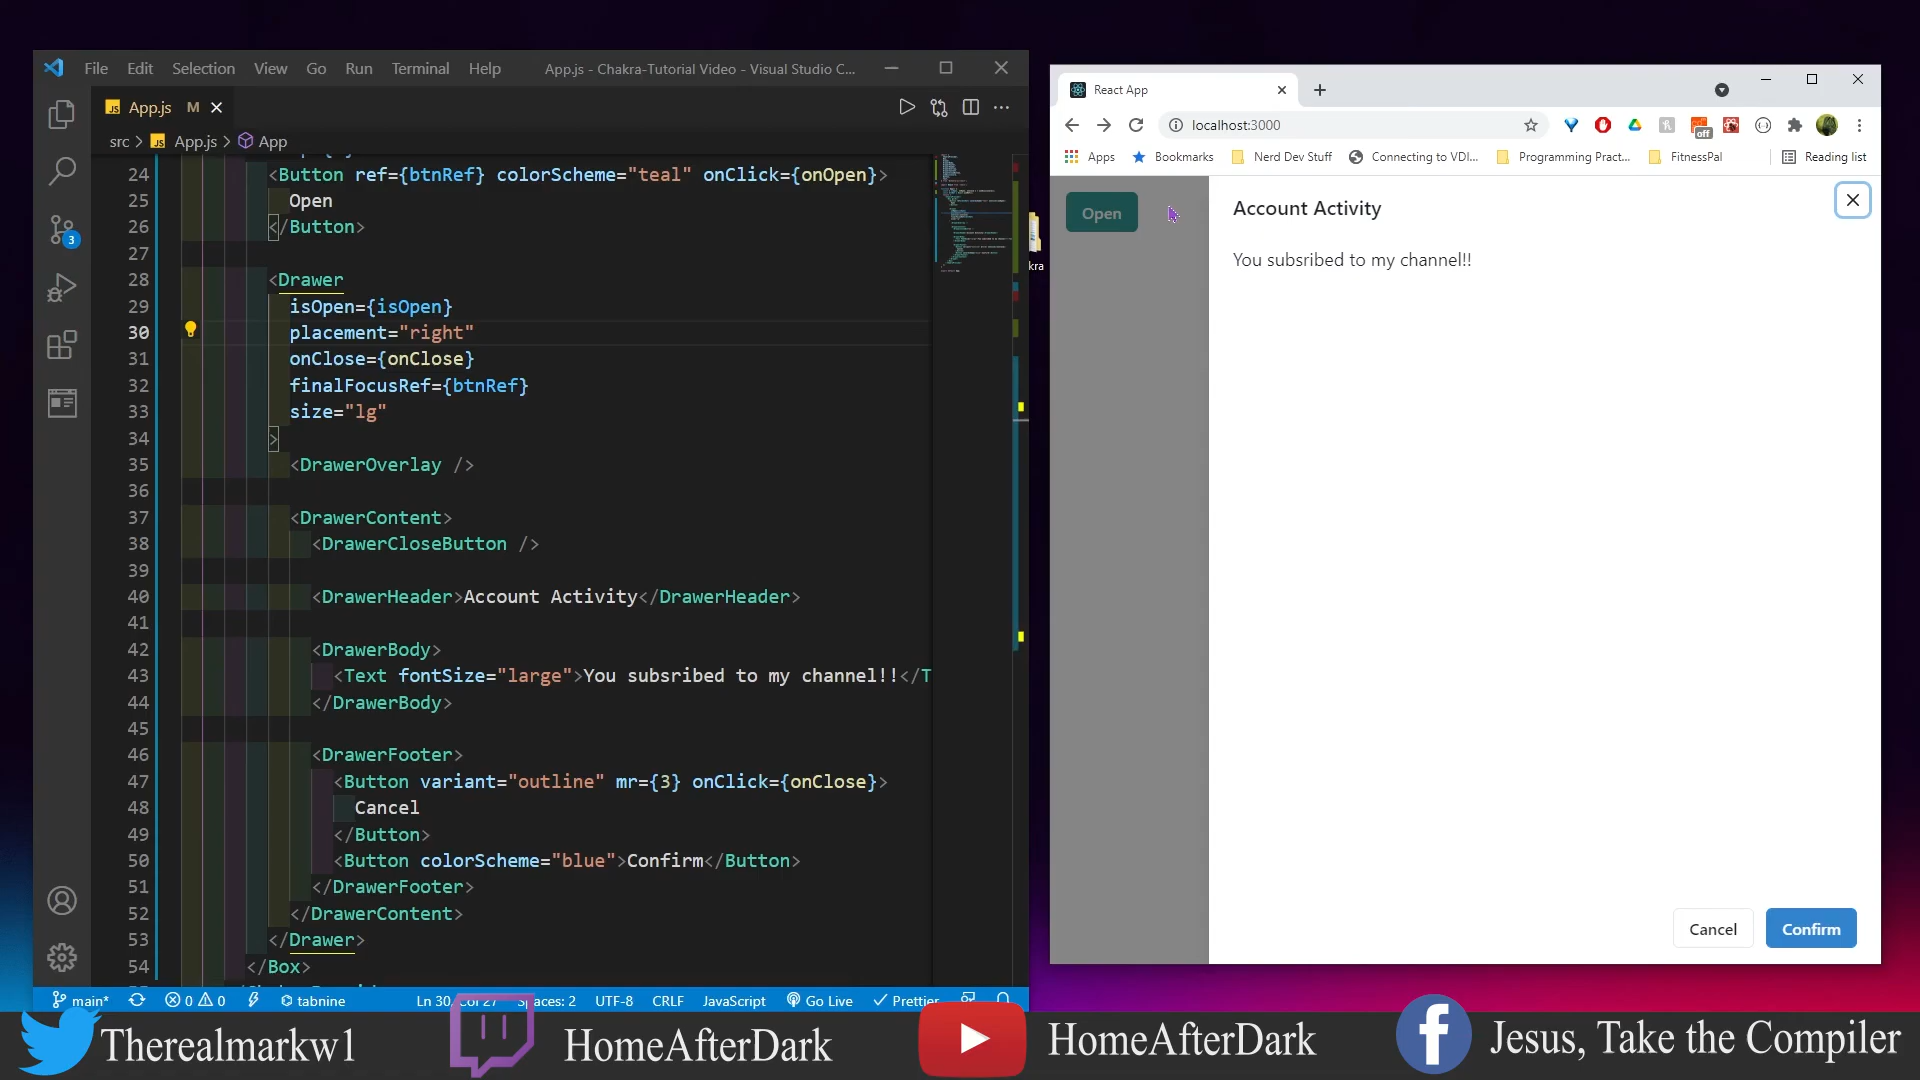 File Edit Selection View Go Run Terminal Help App.js - Chakra-Tutorial Video - Visual Studio C...
App.js M
src > App.js > App
24 <Button ref={btnRef} colorScheme="teal" onClick={onOpen}>
25 Open
26 </Button>
27
28 <Drawer
29 isOpen={isOpen}
30 placement="right"
31 onClose={onClose}
32 finalFocusRef={btnRef}
33 size="lg"
34 >
35 <DrawerOverlay />
36
37 <DrawerContent>
38 <DrawerCloseButton />
39
40 <DrawerHeader>Account Activity</DrawerHeader>
41
42 <DrawerBody>
43 <Text fontSize="large">You subsribed to my channel!!</T
44 </DrawerBody>
45
46 <DrawerFooter>
47 <Button variant="outline" mr={3} onClick={onClose}>
48 Cancel
49 </Button>
50 <Button colorScheme="blue">Confirm</Button>
51 </DrawerFooter>
52 </DrawerContent>
53 </Drawer>
54 </Box>
3
main* 0 0 tabnine Ln 30, Col 27 Spaces: 2 UTF-8 CRLF JavaScript Go Live Prettier
kra
React App
localhost:3000
off
Apps Bookmarks Nerd Dev Stuff Connecting to VDI... Programming Pract... FitnessPal Reading list
Open
Account Activity
You subsribed to my channel!!
Cancel Confirm
Therealmarkw1 HomeAfterDark HomeAfterDark Jesus, Take the Compiler